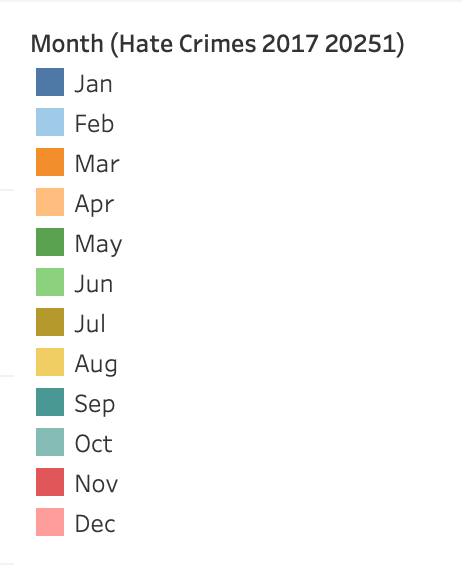 Month (Hate Crimes 2017 20251)
Jan
Feb
Mar
Apr
May
Jun
Jul
Aug
Sep
Oct
Nov
Dec